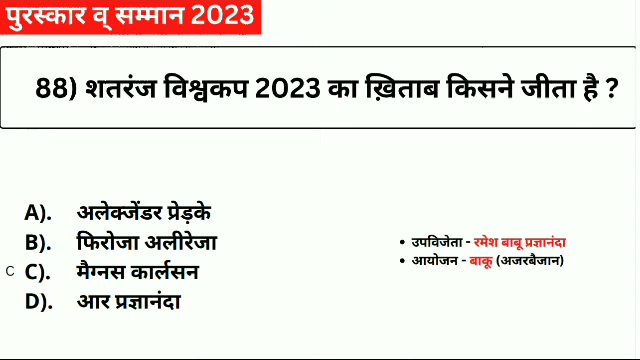 पुरस्कार व् सम्मान 2023
88) शतरंज विश्वकप 2023 का ख़िताब किसने जीता है ?
A). अलेक्जेंडर प्रेड़के
B). फिरोजा अलीरेजा
C C). मैग्नस कार्लसन
D). आर प्रज्ञानंदा
• उपविजेता - रमेश बाबू प्रज्ञानंदा
• आयोजन - बाकू (अजरबैजान)